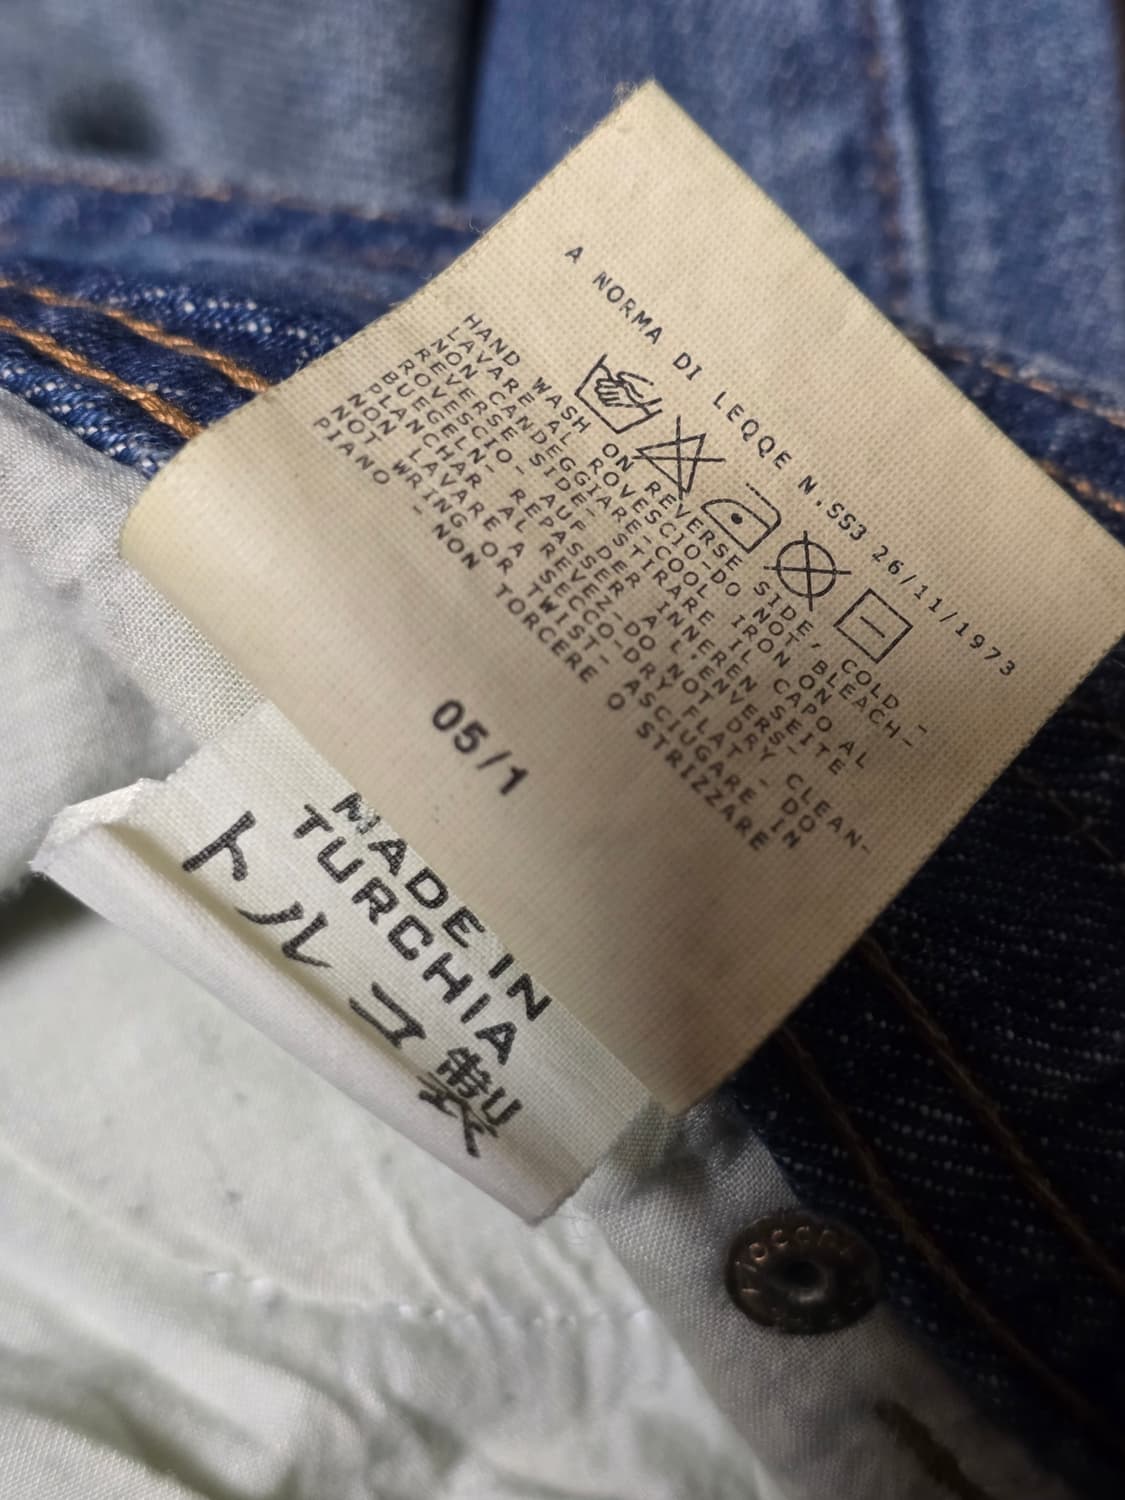 A NORMA DI LEQQE N.SS3 26/11/1973
HAND WASH ON REVERSE SIDE, COLD -
LAVARE AL ROVESCIO-DO NOT BLEACH-
NON CANDEGGIARE-COOL IRON ON
REVERSE SIDE- STIRARE IL CAPO AL
ROVESCIO- AUF DER INNEREN SEITE
BUEGELN- REPASSER A L'ENVERS-
PLANCHAR AL REVEZ-DO NOT DRY CLEAN-
NON LAVARE A SECCO-DRY FLAT - DO
NOT WRING OR TWIST- ASCIUGARE IN
PIANO - NON TORCERE O STRIZZARE
05/1
MADE IN
TURCHIA
トルコ製